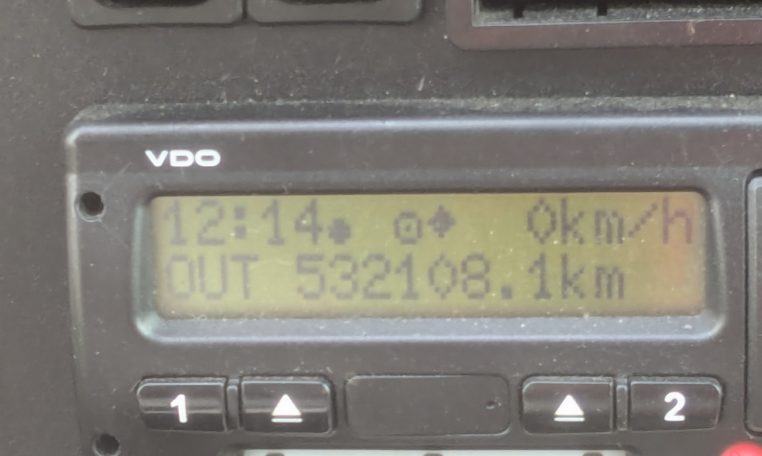 VDO
12:14● ⊙✦ 0km/h
OUT 532108.1km
1 ▲ ▲ 2